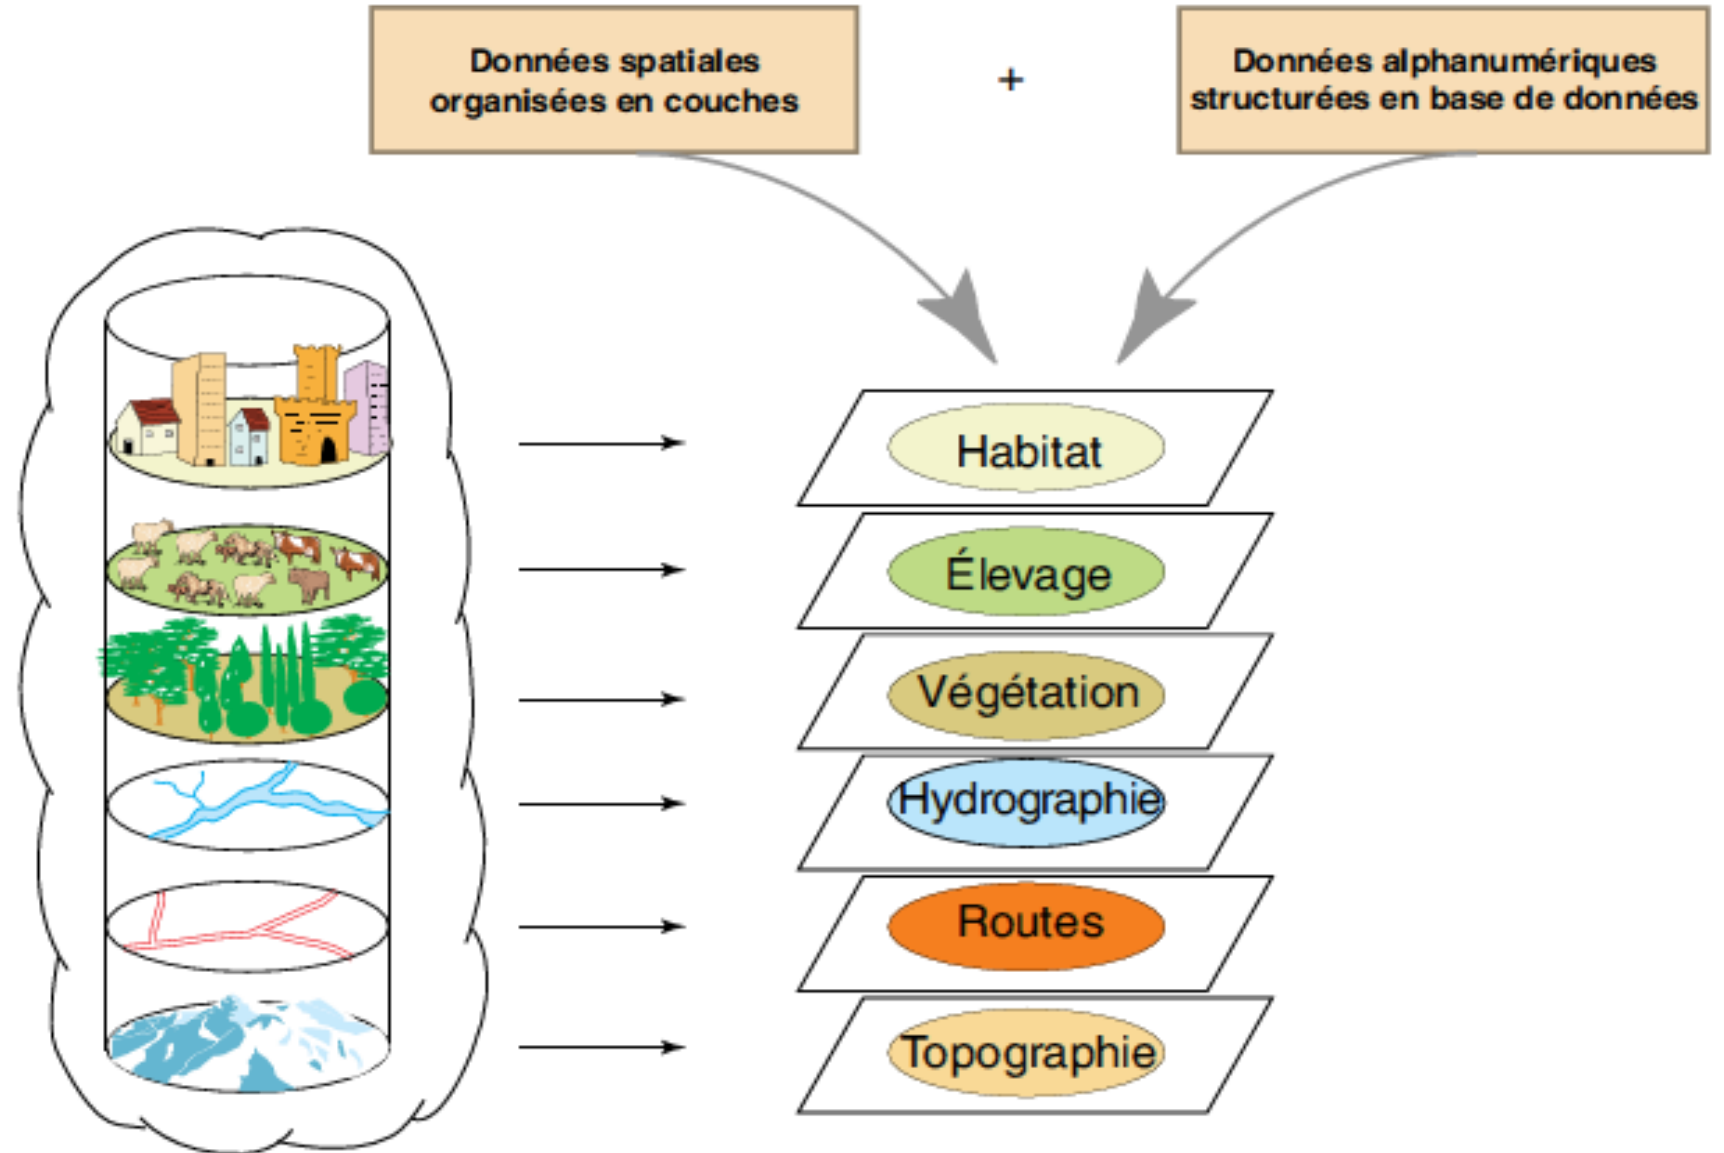 Données spatiales
organisées en couches
+
Données alphanumériques
structurées en base de données
Habitat
Élevage
Végétation
Hydrographie
Routes
Topographie